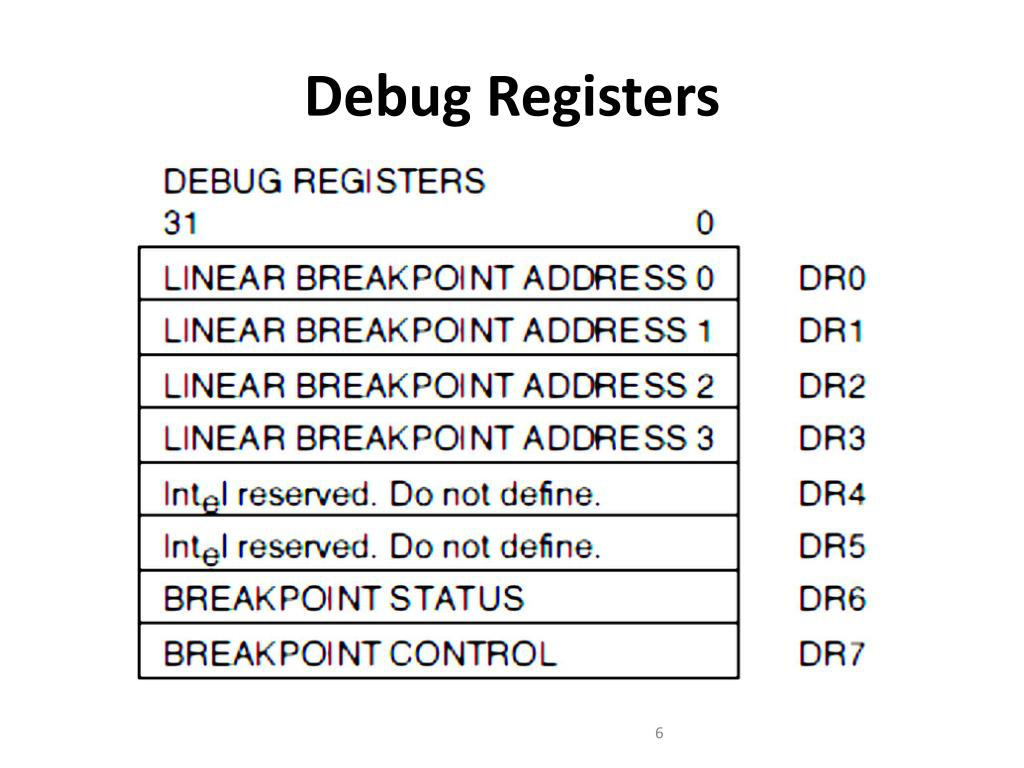 Debug Registers
DEBUG REGISTERS
31 0
LINEAR BREAKPOINT ADDRESS 0 DR0
LINEAR BREAKPOINT ADDRESS 1 DR1
LINEAR BREAKPOINT ADDRESS 2 DR2
LINEAR BREAKPOINT ADDRESS 3 DR3
Intel reserved. Do not define. DR4
Intel reserved. Do not define. DR5
BREAKPOINT STATUS DR6
BREAKPOINT CONTROL DR7
6